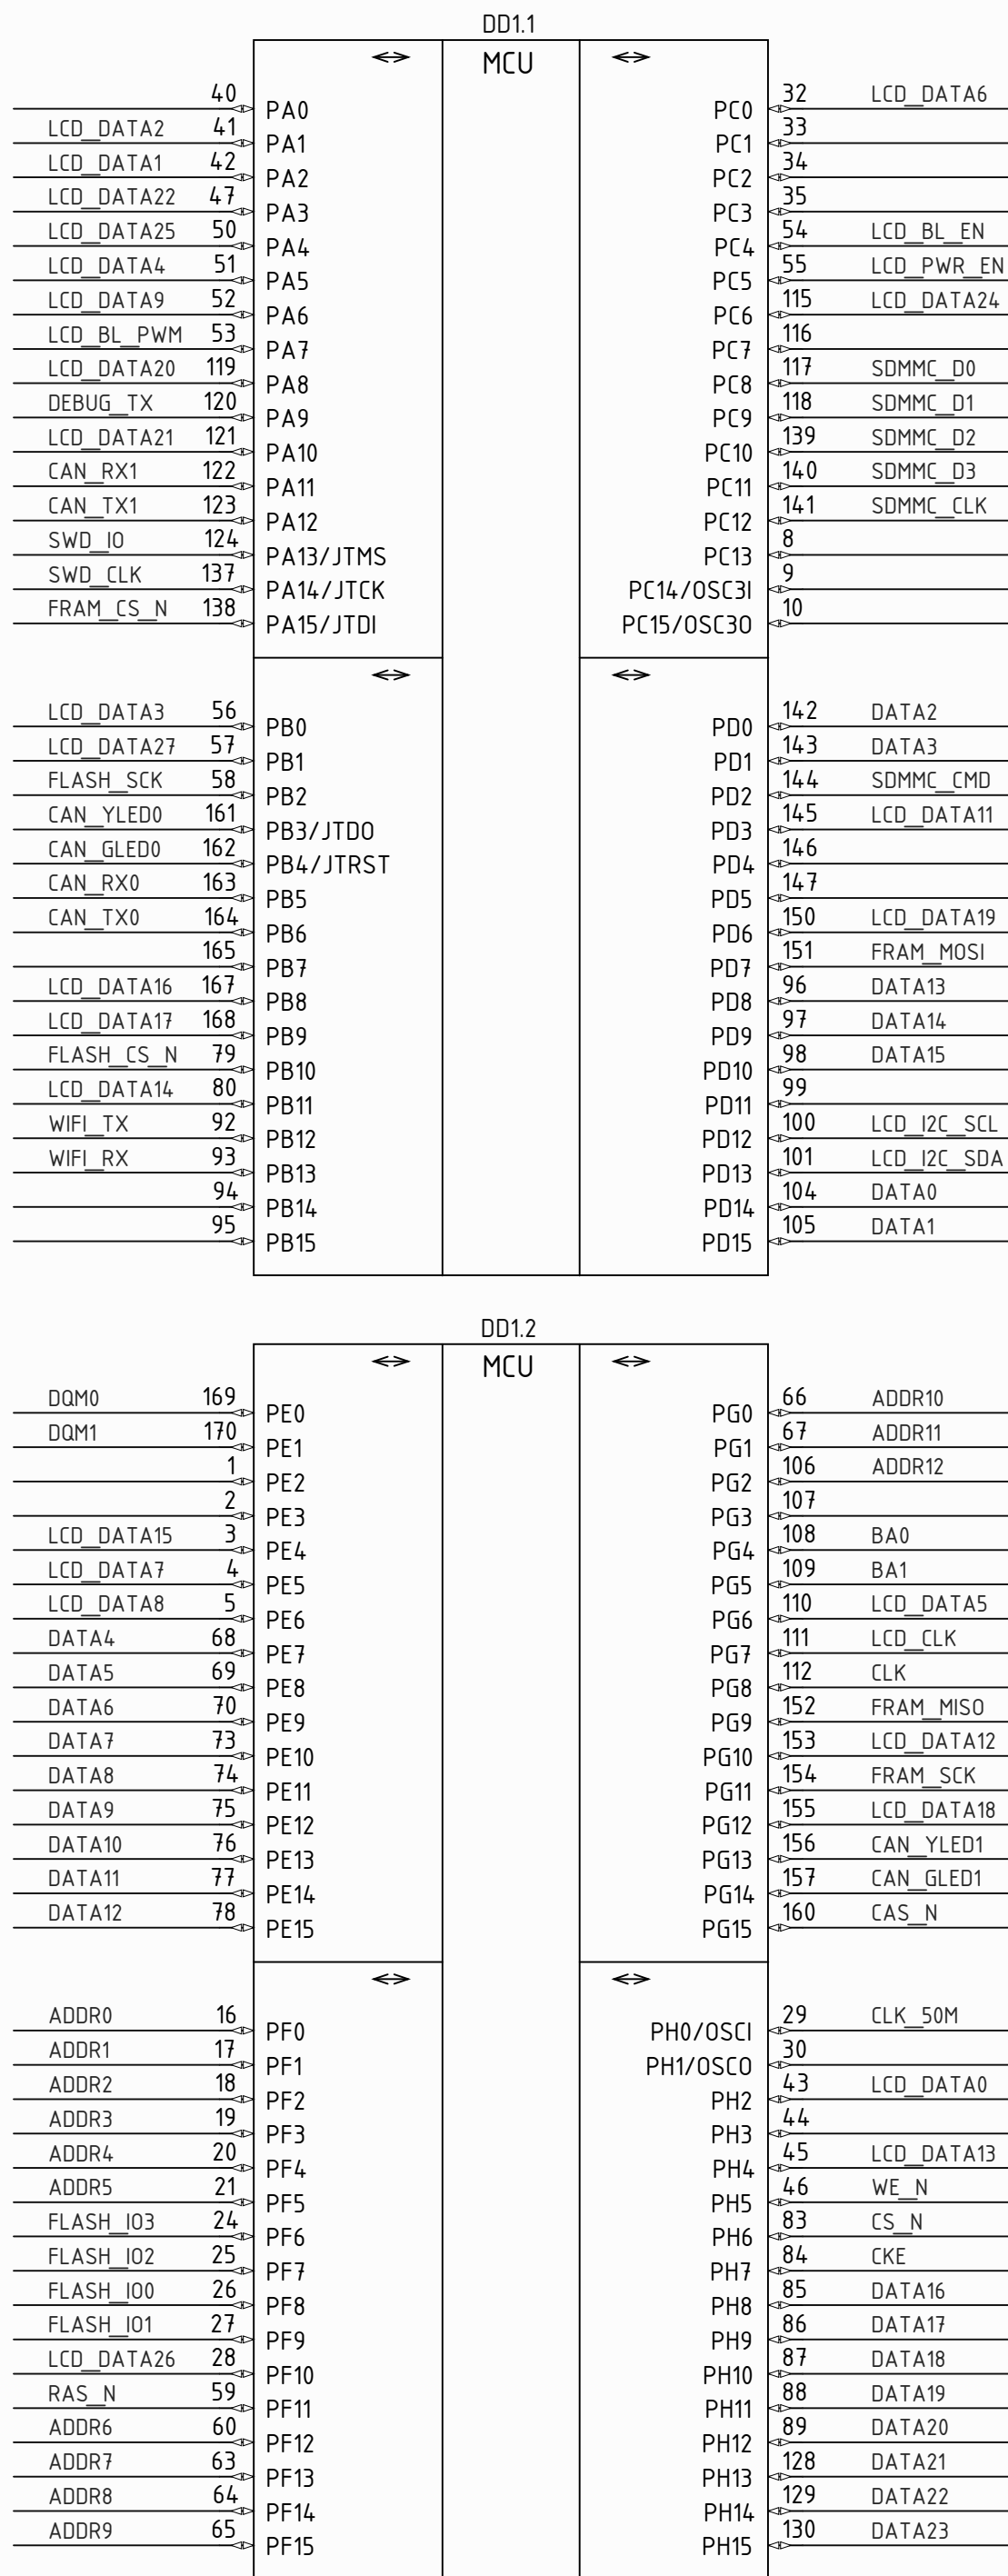 DD1.1
MCU
40 PA0 PC0 32 LCD_DATA6
LCD_DATA2 41 PA1 PC1 33
LCD_DATA1 42 PA2 PC2 34
LCD_DATA22 47 PA3 PC3 35
LCD_DATA25 50 PA4 PC4 54 LCD_BL_EN
LCD_DATA4 51 PA5 PC5 55 LCD_PWR_EN
LCD_DATA9 52 PA6 PC6 115 LCD_DATA24
LCD_BL_PWM 53 PA7 PC7 116
LCD_DATA20 119 PA8 PC8 117 SDMMC_D0
DEBUG_TX 120 PA9 PC9 118 SDMMC_D1
LCD_DATA21 121 PA10 PC10 139 SDMMC_D2
CAN_RX1 122 PA11 PC11 140 SDMMC_D3
CAN_TX1 123 PA12 PC12 141 SDMMC_CLK
SWD_IO 124 PA13/JTMS PC13 8
SWD_CLK 137 PA14/JTCK PC14/OSC3I 9
FRAM_CS_N 138 PA15/JTDI PC15/OSC3O 10
LCD_DATA3 56 PB0 PD0 142 DATA2
LCD_DATA27 57 PB1 PD1 143 DATA3
FLASH_SCK 58 PB2 PD2 144 SDMMC_CMD
CAN_YLED0 161 PB3/JTDO PD3 145 LCD_DATA11
CAN_GLED0 162 PB4/JTRST PD4 146
CAN_RX0 163 PB5 PD5 147
CAN_TX0 164 PB6 PD6 150 LCD_DATA19
165 PB7 PD7 151 FRAM_MOSI
LCD_DATA16 167 PB8 PD8 96 DATA13
LCD_DATA17 168 PB9 PD9 97 DATA14
FLASH_CS_N 79 PB10 PD10 98 DATA15
LCD_DATA14 80 PB11 PD11 99
WIFI_TX 92 PB12 PD12 100 LCD_I2C_SCL
WIFI_RX 93 PB13 PD13 101 LCD_I2C_SDA
94 PB14 PD14 104 DATA0
95 PB15 PD15 105 DATA1
DD1.2
MCU
DQM0 169 PE0 PG0 66 ADDR10
DQM1 170 PE1 PG1 67 ADDR11
1 PE2 PG2 106 ADDR12
2 PE3 PG3 107
LCD_DATA15 3 PE4 PG4 108 BA0
LCD_DATA7 4 PE5 PG5 109 BA1
LCD_DATA8 5 PE6 PG6 110 LCD_DATA5
DATA4 68 PE7 PG7 111 LCD_CLK
DATA5 69 PE8 PG8 112 CLK
DATA6 70 PE9 PG9 152 FRAM_MISO
DATA7 73 PE10 PG10 153 LCD_DATA12
DATA8 74 PE11 PG11 154 FRAM_SCK
DATA9 75 PE12 PG12 155 LCD_DATA18
DATA10 76 PE13 PG13 156 CAN_YLED1
DATA11 77 PE14 PG14 157 CAN_GLED1
DATA12 78 PE15 PG15 160 CAS_N
ADDR0 16 PF0 PH0/OSCI 29 CLK_50M
ADDR1 17 PF1 PH1/OSCO 30
ADDR2 18 PF2 PH2 43 LCD_DATA0
ADDR3 19 PF3 PH3 44
ADDR4 20 PF4 PH4 45 LCD_DATA13
ADDR5 21 PF5 PH5 46 WE_N
FLASH_IO3 24 PF6 PH6 83 CS_N
FLASH_IO2 25 PF7 PH7 84 CKE
FLASH_IO0 26 PF8 PH8 85 DATA16
FLASH_IO1 27 PF9 PH9 86 DATA17
LCD_DATA26 28 PF10 PH10 87 DATA18
RAS_N 59 PF11 PH11 88 DATA19
ADDR6 60 PF12 PH12 89 DATA20
ADDR7 63 PF13 PH13 128 DATA21
ADDR8 64 PF14 PH14 129 DATA22
ADDR9 65 PF15 PH15 130 DATA23